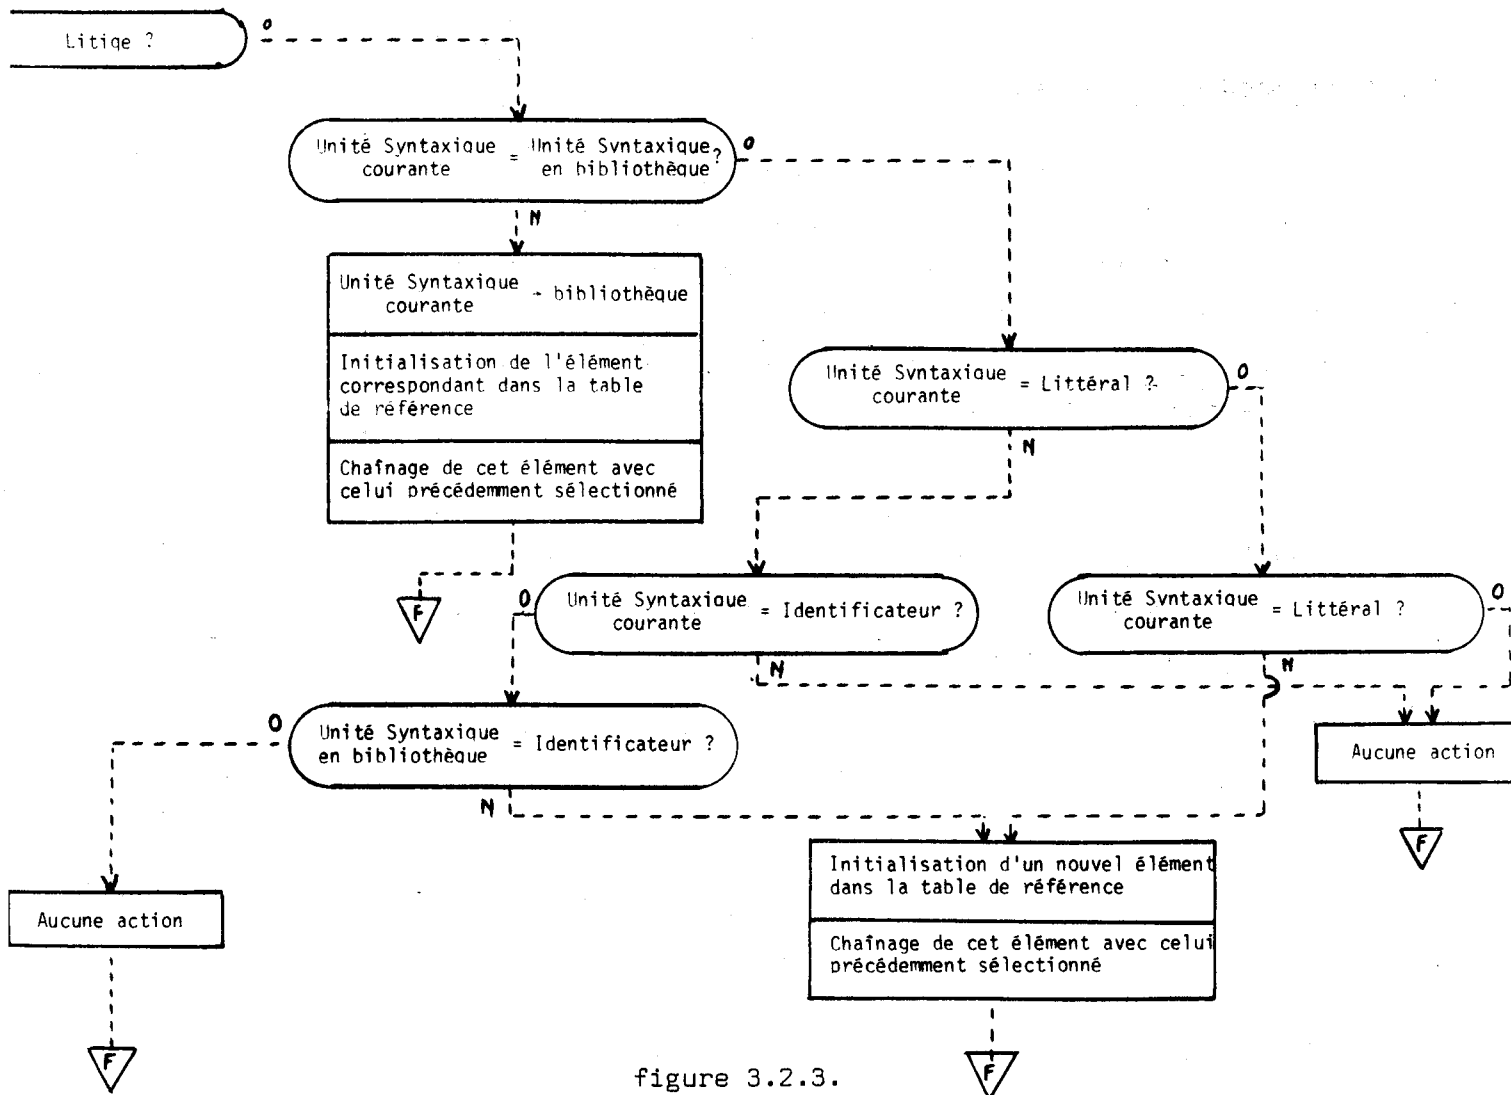 Litige ?
O
Unité Syntaxique courante = Unité Syntaxique en bibliothèque ?
O
N
Unité Syntaxique courante - bibliothèque
Initialisation de l'élément
correspondant dans la table
de référence
Chaînage de cet élément avec
celui précédemment sélectionné
F
Unité Syntaxique courante = Littéral ?
O
N
O
Unité Syntaxique courante = Identificateur ?
N
Unité Syntaxique courante = Littéral ?
O
N
O
Unité Syntaxique en bibliothèque = Identificateur ?
N
Aucune action
F
Initialisation d'un nouvel élément
dans la table de référence
Chaînage de cet élément avec celui
précédemment sélectionné
F
Aucune action
F
figure 3.2.3.